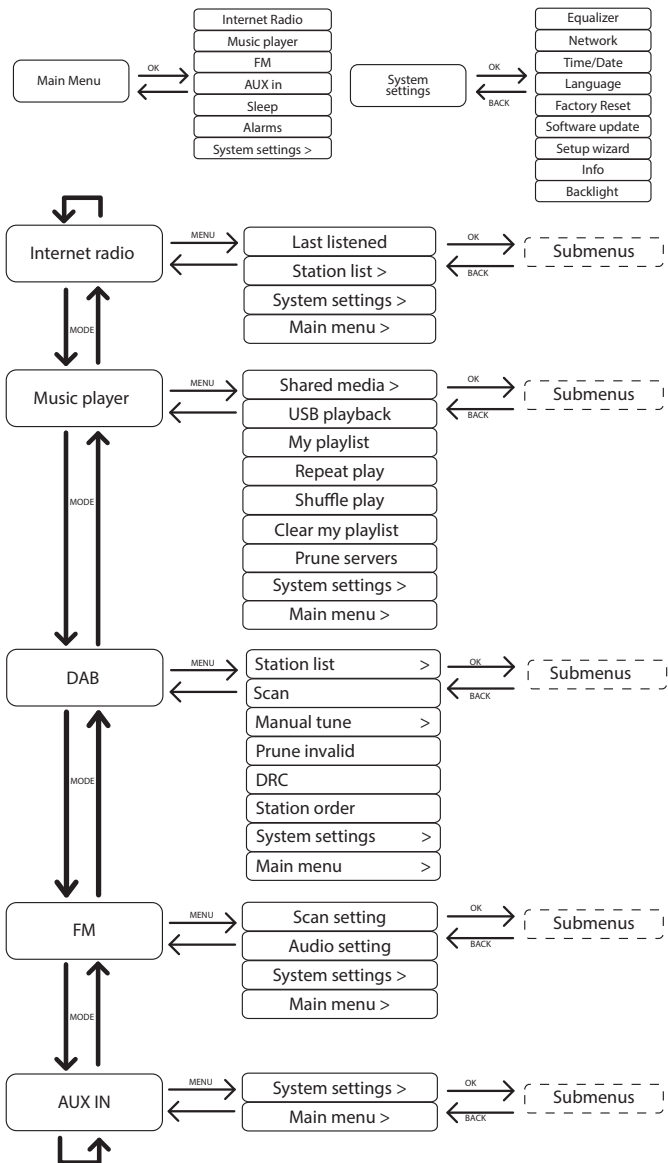 Main Menu
OK
Internet Radio
Music player
FM
AUX in
Sleep
Alarms
System settings >
System
settings
OK
BACK
Equalizer
Network
Time/Date
Language
Factory Reset
Software update
Setup wizard
Info
Backlight
Internet radio
MENU
Last listened
Station list >
System settings >
Main menu >
OK
BACK
Submenus
MODE
Music player
MENU
Shared media >
USB playback
My playlist
Repeat play
Shuffle play
Clear my playlist
Prune servers
System settings >
Main menu >
OK
BACK
Submenus
MODE
DAB
MENU
Station list >
Scan
Manual tune >
Prune invalid
DRC
Station order
System settings >
Main menu >
OK
BACK
Submenus
MODE
FM
MENU
Scan setting
Audio setting
System settings >
Main menu >
OK
BACK
Submenus
MODE
AUX IN
MENU
System settings >
Main menu >
OK
BACK
Submenus